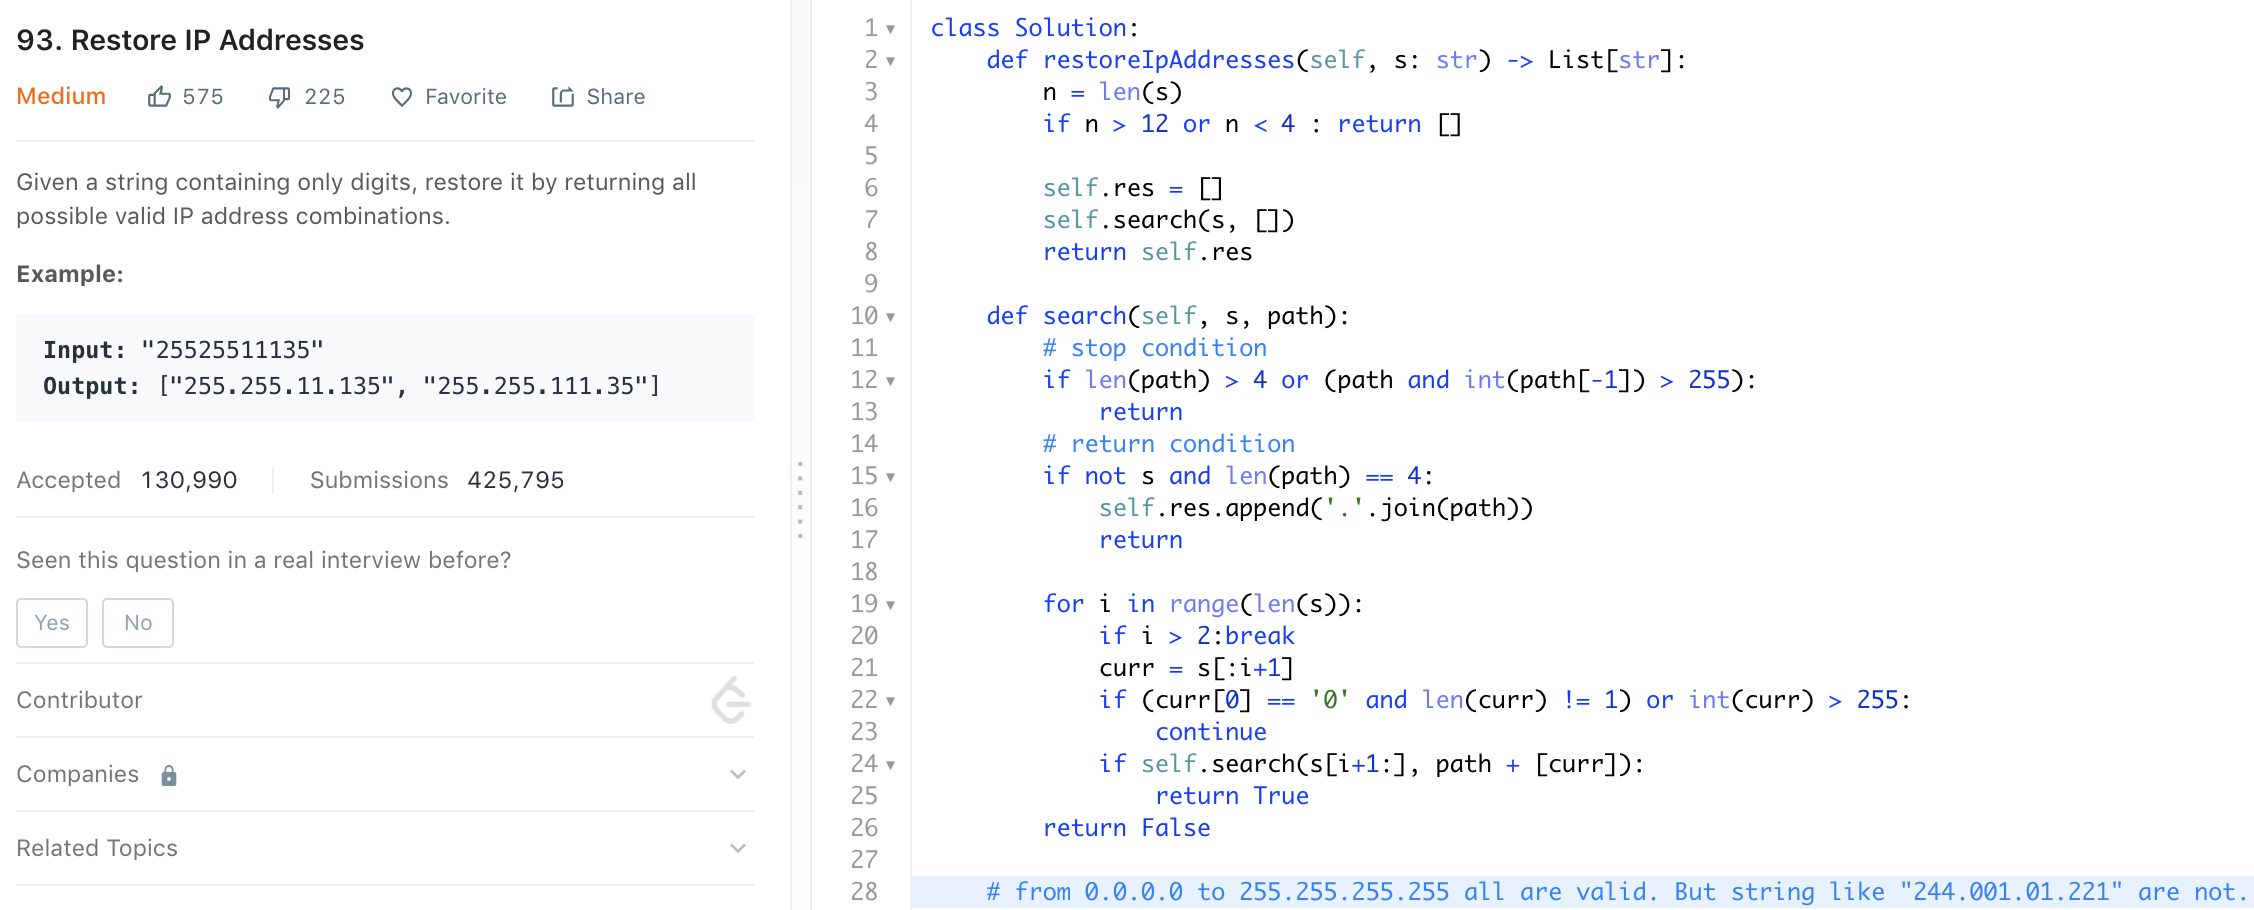 93. Restore IP Addresses
Medium 575 225 Favorite Share
Given a string containing only digits, restore it by returning all
possible valid IP address combinations.
Example:
Input: "25525511135"
Output: ["255.255.11.135", "255.255.111.35"]
Accepted 130,990 Submissions 425,795
Seen this question in a real interview before?
Yes No
Contributor
Companies
Related Topics
1 class Solution:
2     def restoreIpAddresses(self, s: str) -> List[str]:
3         n = len(s)
4         if n > 12 or n < 4 : return []
5
6         self.res = []
7         self.search(s, [])
8         return self.res
9
10     def search(self, s, path):
11         # stop condition
12         if len(path) > 4 or (path and int(path[-1]) > 255):
13             return
14         # return condition
15         if not s and len(path) == 4:
16             self.res.append('.'.join(path))
17             return
18
19         for i in range(len(s)):
20             if i > 2:break
21             curr = s[:i+1]
22             if (curr[0] == '0' and len(curr) != 1) or int(curr) > 255:
23                 continue
24             if self.search(s[i+1:], path + [curr]):
25                 return True
26         return False
27
28     # from 0.0.0.0 to 255.255.255.255 all are valid. But string like "244.001.01.221" are not.